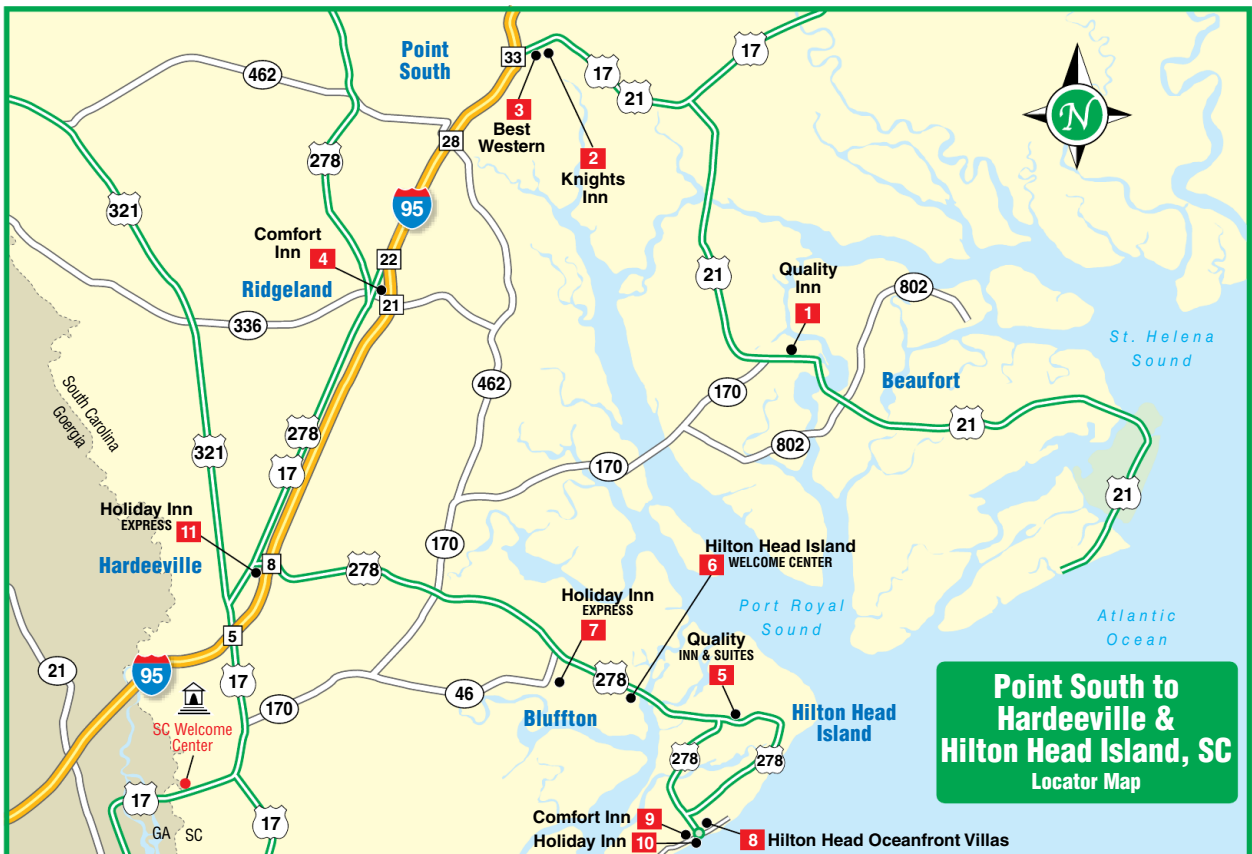 Point
South
33
17
17
462
21
3
Best
Western
2
Knights
Inn
N
28
278
321
95
Comfort
Inn
4
22
Ridgeland
21
336
21
Quality
Inn
1
802
St. Helena
Sound
South Carolina
Goergia
462
170
Beaufort
21
278
17
321
170
802
21
Holiday Inn
EXPRESS
11
Hardeeville
8
278
170
Hilton Head Island
WELCOME CENTER
6
Holiday Inn
EXPRESS
7
Port Royal
Sound
Atlantic
Ocean
5
95
17
21
170
46
278
Quality
INN & SUITES
5
Bluffton
Hilton Head
Island
SC Welcome
Center
278
278
17
17
GA
SC
Comfort Inn
9
Holiday Inn
10
8
Hilton Head Oceanfront Villas
Point South to
Hardeeville &
Hilton Head Island, SC
Locator Map